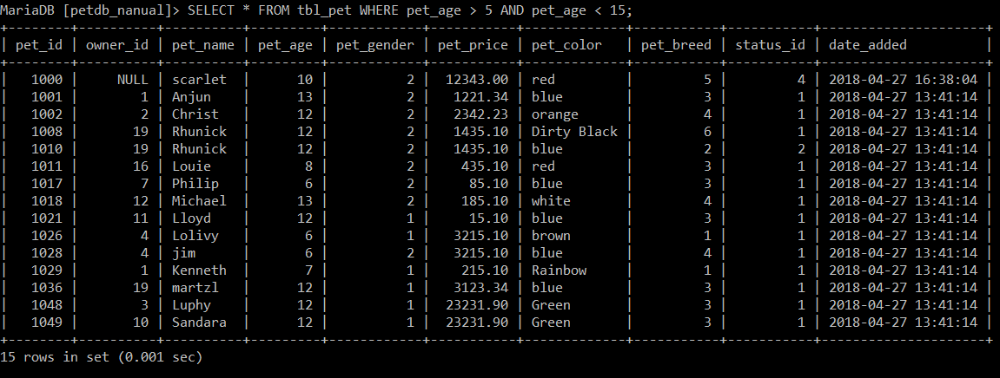 MariaDB [petdb_nanual]> SELECT * FROM tbl_pet WHERE pet_age > 5 AND pet_age < 15;
+--------+----------+-----------+---------+------------+-----------+-------------+-----------+-----------+---------------------+
| pet_id | owner_id | pet_name  | pet_age | pet_gender | pet_price | pet_color   | pet_breed | status_id | date_added          |
+--------+----------+-----------+---------+------------+-----------+-------------+-----------+-----------+---------------------+
|   1000 |     NULL | scarlet   |      10 |          2 |  12343.00 | red         |         5 |         4 | 2018-04-27 16:38:04 |
|   1001 |        1 | Anjun     |      13 |          2 |   1221.34 | blue        |         3 |         1 | 2018-04-27 13:41:14 |
|   1002 |        2 | Christ    |      12 |          2 |   2342.23 | orange      |         4 |         1 | 2018-04-27 13:41:14 |
|   1008 |       19 | Rhunick   |      12 |          2 |   1435.10 | Dirty Black |         6 |         1 | 2018-04-27 13:41:14 |
|   1010 |       19 | Rhunick   |      12 |          2 |   1435.10 | blue        |         2 |         2 | 2018-04-27 13:41:14 |
|   1011 |       16 | Louie     |       8 |          2 |    435.10 | red         |         3 |         1 | 2018-04-27 13:41:14 |
|   1017 |        7 | Philip    |       6 |          2 |     85.10 | blue        |         3 |         1 | 2018-04-27 13:41:14 |
|   1018 |       12 | Michael   |      13 |          2 |    185.10 | white       |         4 |         1 | 2018-04-27 13:41:14 |
|   1021 |       11 | Lloyd     |      12 |          1 |     15.10 | blue        |         3 |         1 | 2018-04-27 13:41:14 |
|   1026 |        4 | Lolivy    |       6 |          1 |   3215.10 | brown       |         1 |         1 | 2018-04-27 13:41:14 |
|   1028 |        4 | jim       |       6 |          2 |   3215.10 | blue        |         4 |         1 | 2018-04-27 13:41:14 |
|   1029 |        1 | Kenneth   |       7 |          1 |    215.10 | Rainbow     |         1 |         1 | 2018-04-27 13:41:14 |
|   1036 |       19 | martzl    |      12 |          1 |   3123.34 | blue        |         3 |         1 | 2018-04-27 13:41:14 |
|   1048 |        3 | Luphy     |      12 |          1 |  23231.90 | Green       |         3 |         1 | 2018-04-27 13:41:14 |
|   1049 |       10 | Sandara   |      12 |          1 |  23231.90 | Green       |         3 |         1 | 2018-04-27 13:41:14 |
+--------+----------+-----------+---------+------------+-----------+-------------+-----------+-----------+---------------------+
15 rows in set (0.001 sec)